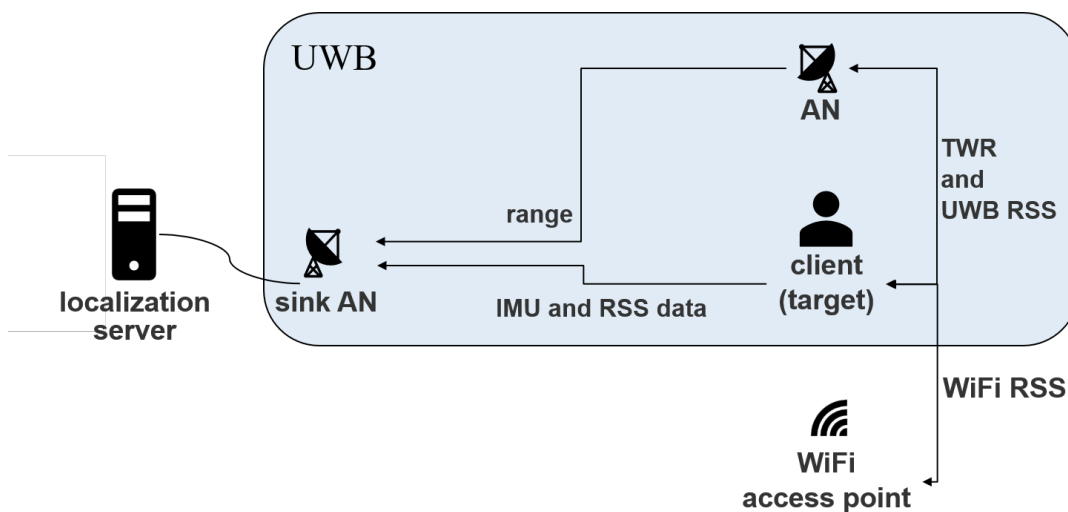 UWB
AN
TWR
and
UWB RSS
range
client
(target)
sink AN
IMU and RSS data
localization
server
WiFi RSS
WiFi
access point